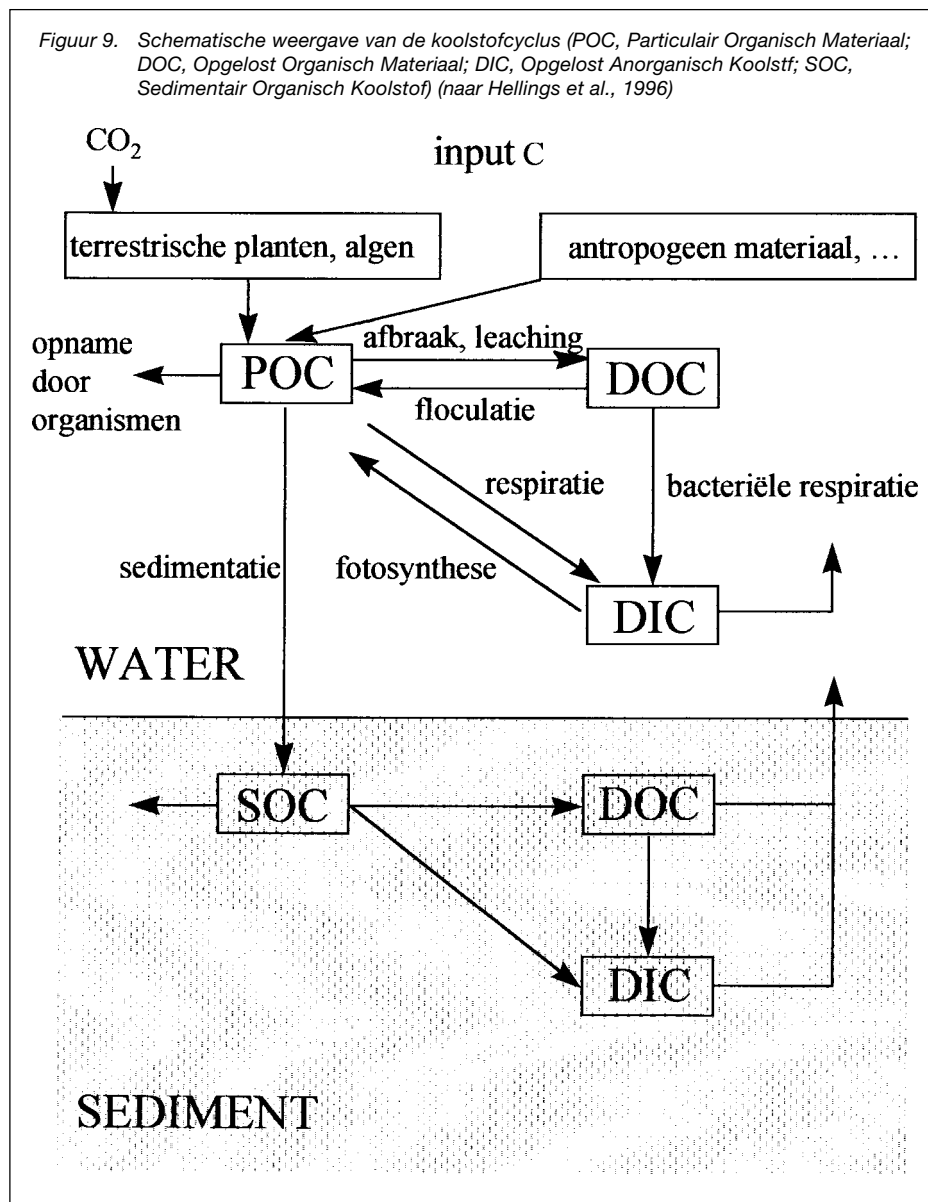 Figuur 9. Schematische weergave van de koolstofcyclus (POC, Particulair Organisch Materiaal;
DOC, Opgelost Organisch Materiaal; DIC, Opgelost Anorganisch Koolstf; SOC,
Sedimentair Organisch Koolstof) (naar Hellings et al., 1996)
CO₂
input C
terrestrische planten, algen
antropogeen materiaal, …
opname
door
organismen
POC
afbraak, leaching
DOC
floculatie
respiratie
bacteriële respiratie
sedimentatie
fotosynthese
DIC
WATER
SOC
DOC
DIC
SEDIMENT